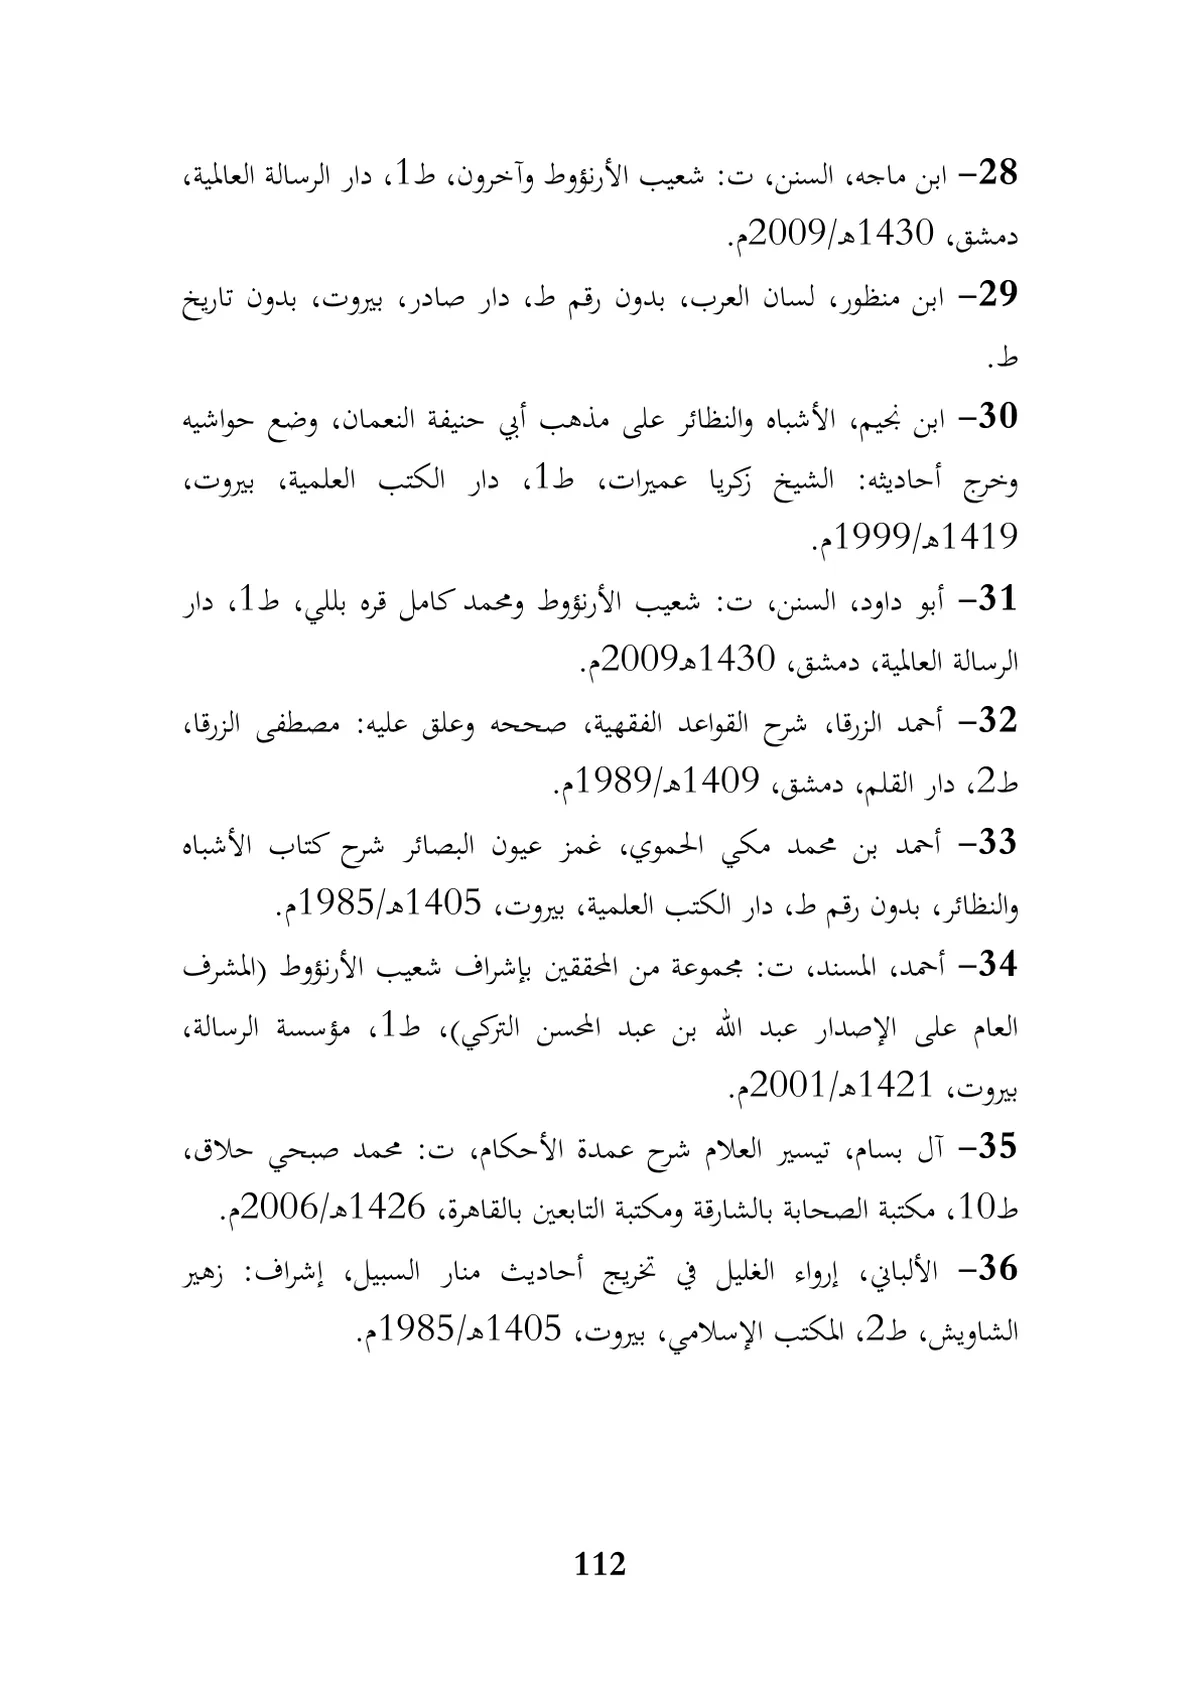 28- ابن ماجه، السنن، ت: شعيب الأرنؤوط وآخرون، ط1، دار الرسالة العالمية،
دمشق، 1430هـ/2009م.
29- ابن منظور، لسان العرب، بدون رقم ط، دار صادر، بيروت، بدون تاريخ
ط.
30- ابن نجيم، الأشباه والنظائر على مذهب أبي حنيفة النعمان، وضع حواشيه
وخرج أحاديثه: الشيخ زكريا عميرات، ط1، دار الكتب العلمية، بيروت،
1419هـ/1999م.
31- أبو داود، السنن، ت: شعيب الأرنؤوط ومحمد كامل قره بللي، ط1، دار
الرسالة العالمية، دمشق، 1430هـ2009م.
32- أحمد الزرقا، شرح القواعد الفقهية، صححه وعلق عليه: مصطفى الزرقا،
ط2، دار القلم، دمشق، 1409هـ/1989م.
33- أحمد بن محمد مكي الحموي، غمز عيون البصائر شرح كتاب الأشباه
والنظائر، بدون رقم ط، دار الكتب العلمية، بيروت، 1405هـ/1985م.
34- أحمد، المسند، ت: مجموعة من المحققين بإشراف شعيب الأرنؤوط (المشرف
العام على الإصدار عبد الله بن عبد المحسن التركي)، ط1، مؤسسة الرسالة،
بيروت، 1421هـ/2001م.
35- آل بسام، تيسير العلام شرح عمدة الأحكام، ت: محمد صبحي حلاق،
ط10، مكتبة الصحابة بالشارقة ومكتبة التابعين بالقاهرة، 1426هـ/2006م.
36- الألباني، إرواء الغليل في تخريج أحاديث منار السبيل، إشراف: زهير
الشاويش، ط2، المكتب الإسلامي، بيروت، 1405هـ/1985م.
112